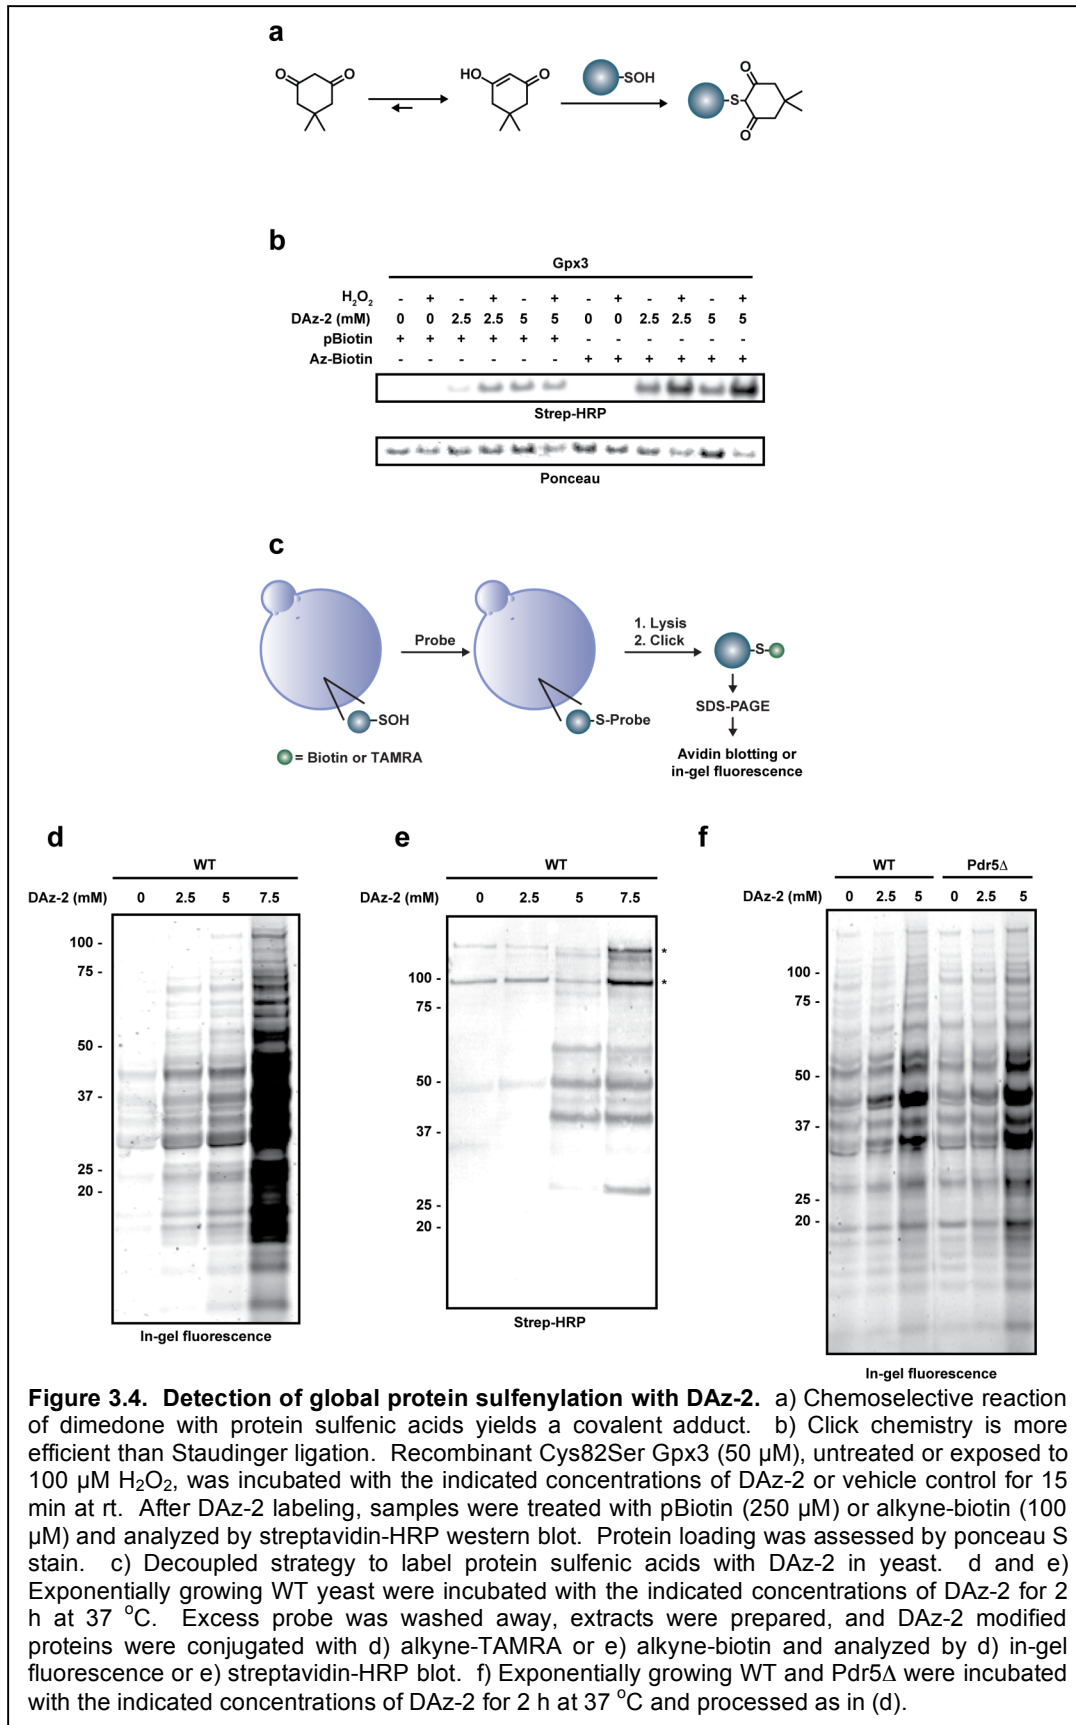 a
O O
HO O
SOH
S
O
O
b
Gpx3
H2O2 - + - + - + - + - + - +
DAz-2 (mM) 0 0 2.5 2.5 5 5 0 0 2.5 2.5 5 5
pBiotin + + + + + + - - - - - -
Az-Biotin - - - - - - + + + + + +
Strep-HRP
Ponceau
c
Probe
1. Lysis
2. Click
S
SOH
S-Probe
SDS-PAGE
= Biotin or TAMRA
Avidin blotting or
in-gel fluorescence
d
WT
DAz-2 (mM) 0 2.5 5 7.5
100 -
75 -
50 -
37 -
25 -
20 -
In-gel fluorescence
e
WT
DAz-2 (mM) 0 2.5 5 7.5
*
100 - *
75 -
50 -
37 -
25 -
20 -
Strep-HRP
f
WT Pdr5Δ
DAz-2 (mM) 0 2.5 5 0 2.5 5
100 -
75 -
50 -
37 -
25 -
20 -
In-gel fluorescence
Figure 3.4. Detection of global protein sulfenylation with DAz-2. a) Chemoselective reaction
of dimedone with protein sulfenic acids yields a covalent adduct. b) Click chemistry is more
efficient than Staudinger ligation. Recombinant Cys82Ser Gpx3 (50 µM), untreated or exposed to
100 µM H2O2, was incubated with the indicated concentrations of DAz-2 or vehicle control for 15
min at rt. After DAz-2 labeling, samples were treated with pBiotin (250 µM) or alkyne-biotin (100
µM) and analyzed by streptavidin-HRP western blot. Protein loading was assessed by ponceau S
stain. c) Decoupled strategy to label protein sulfenic acids with DAz-2 in yeast. d and e)
Exponentially growing WT yeast were incubated with the indicated concentrations of DAz-2 for 2
h at 37 °C. Excess probe was washed away, extracts were prepared, and DAz-2 modified
proteins were conjugated with d) alkyne-TAMRA or e) alkyne-biotin and analyzed by d) in-gel
fluorescence or e) streptavidin-HRP blot. f) Exponentially growing WT and Pdr5Δ were incubated
with the indicated concentrations of DAz-2 for 2 h at 37 °C and processed as in (d).